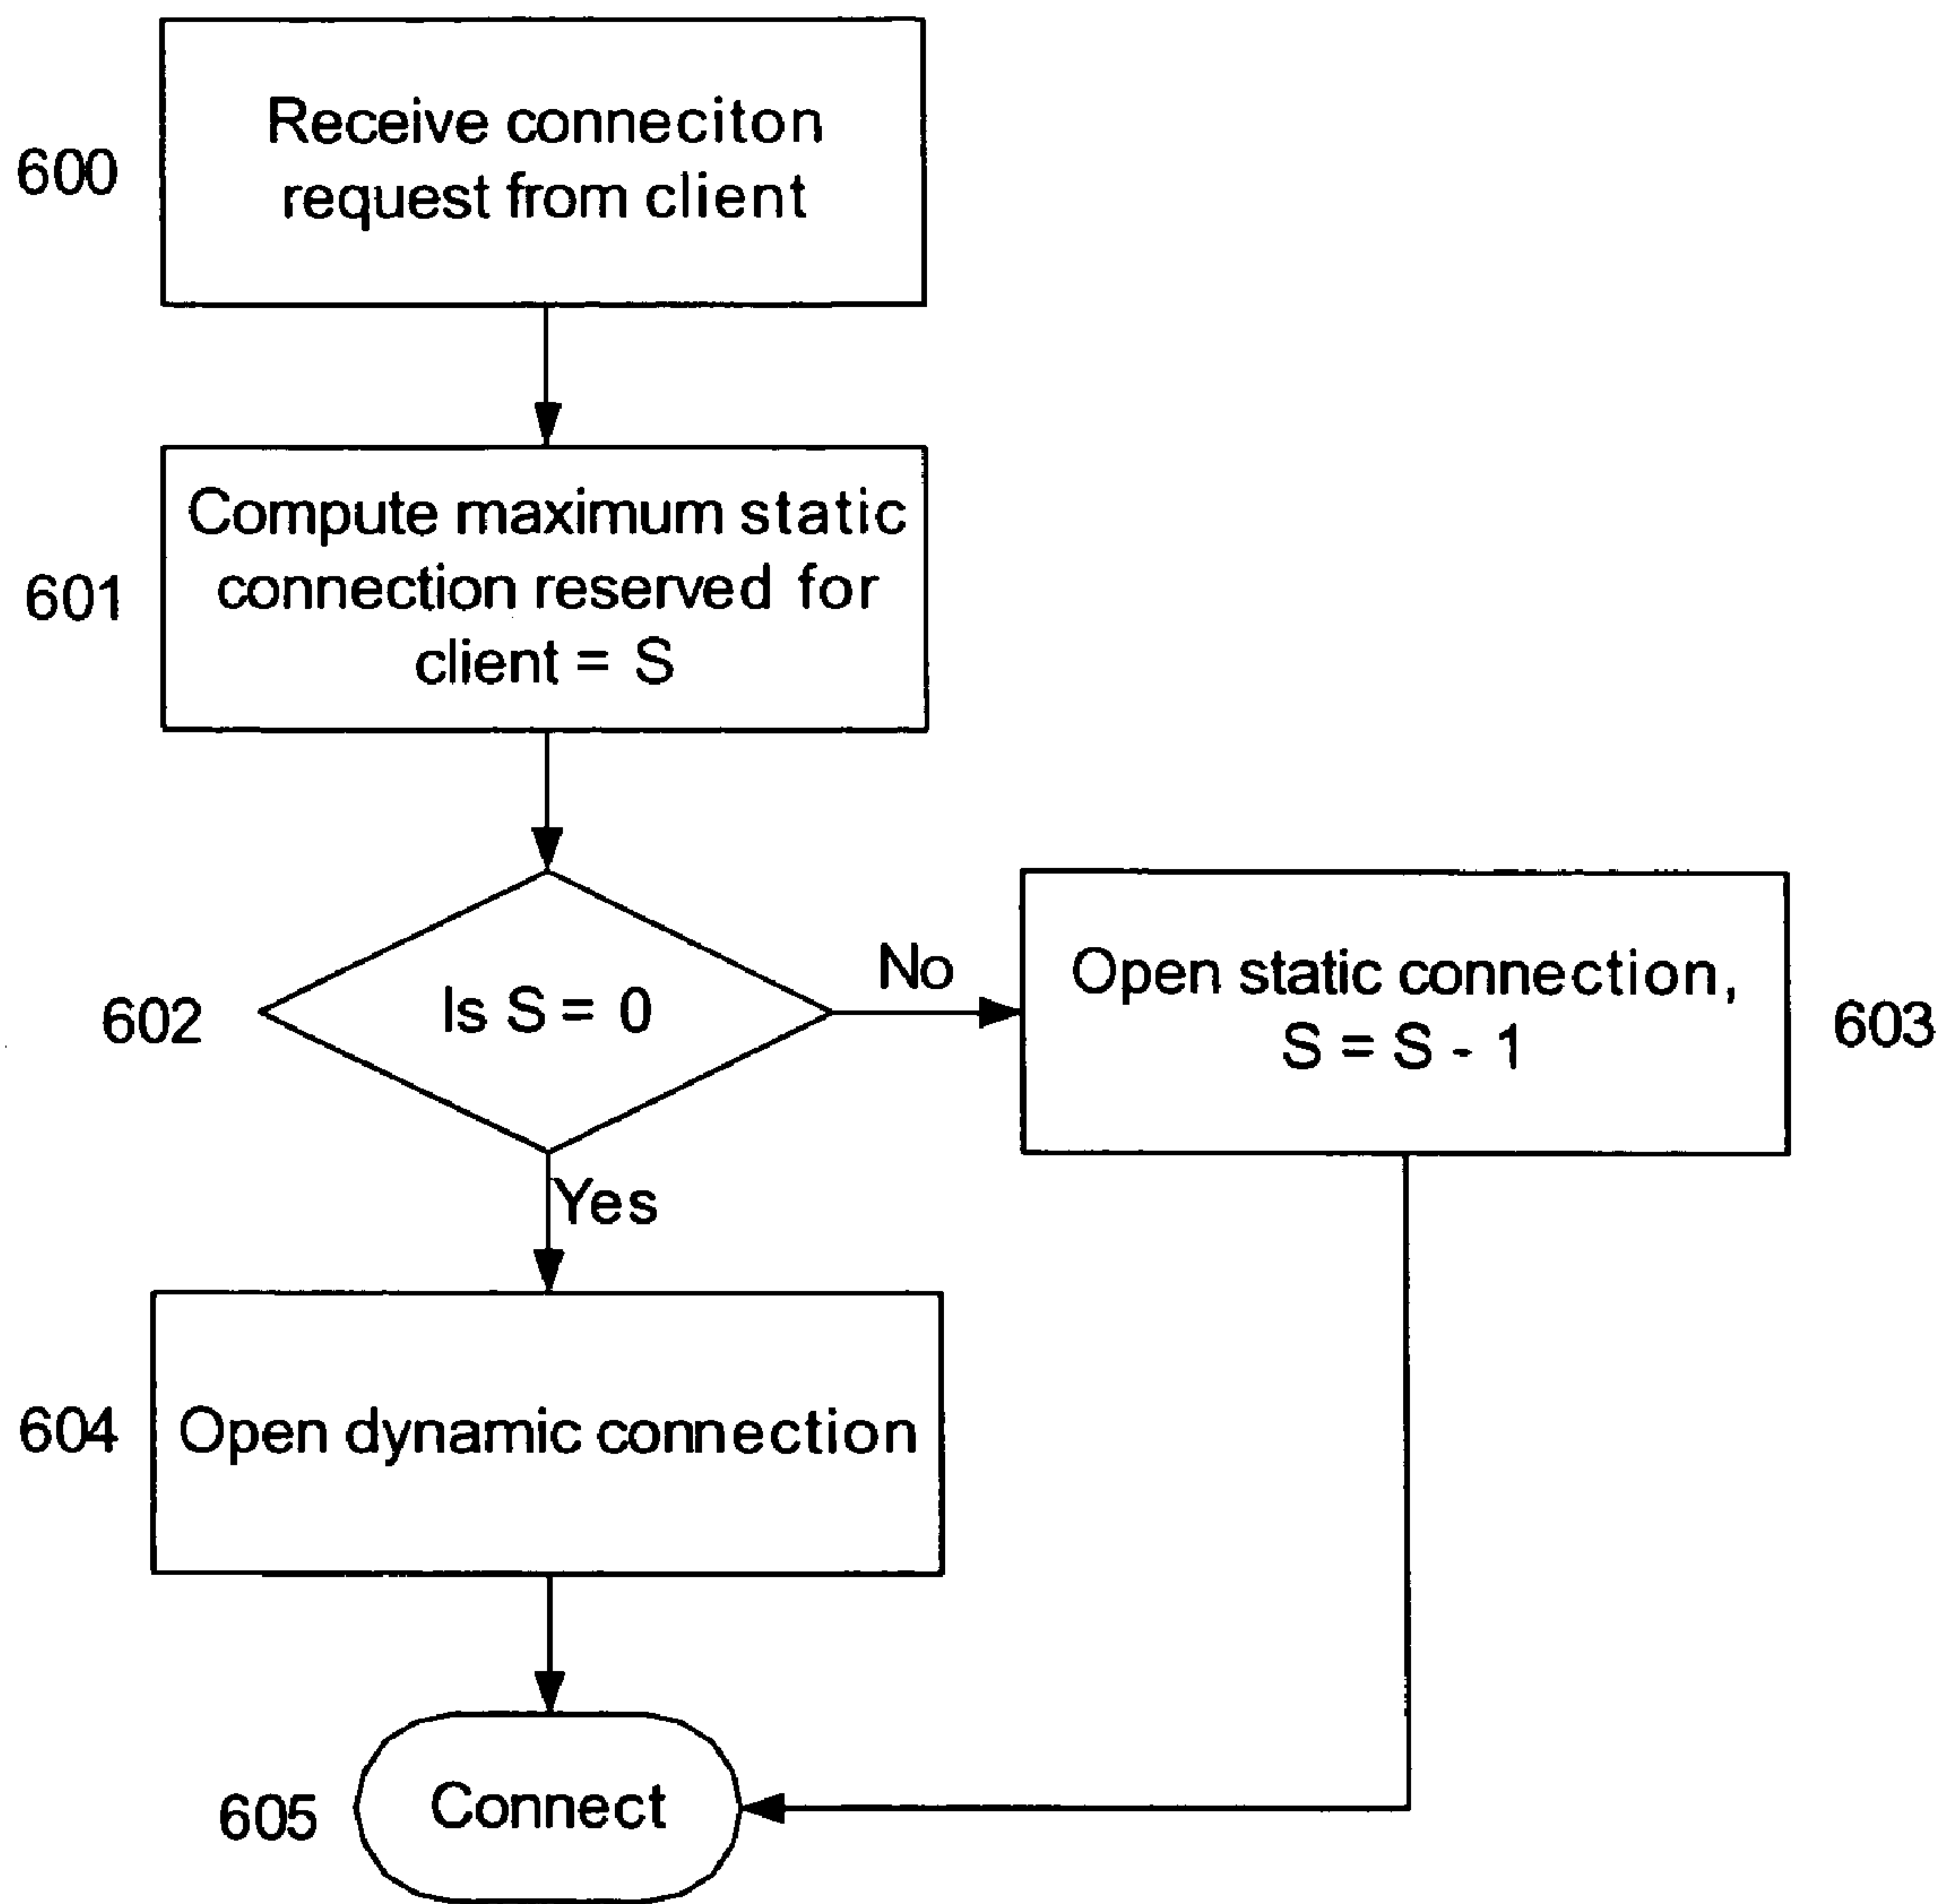 600
Receive conneciton
request from client
601
Compute maximum static
connection reserved for
client = S
602
Is S = 0
No
Open static connection,
S = S - 1
603
Yes
604
Open dynamic connection
605
Connect